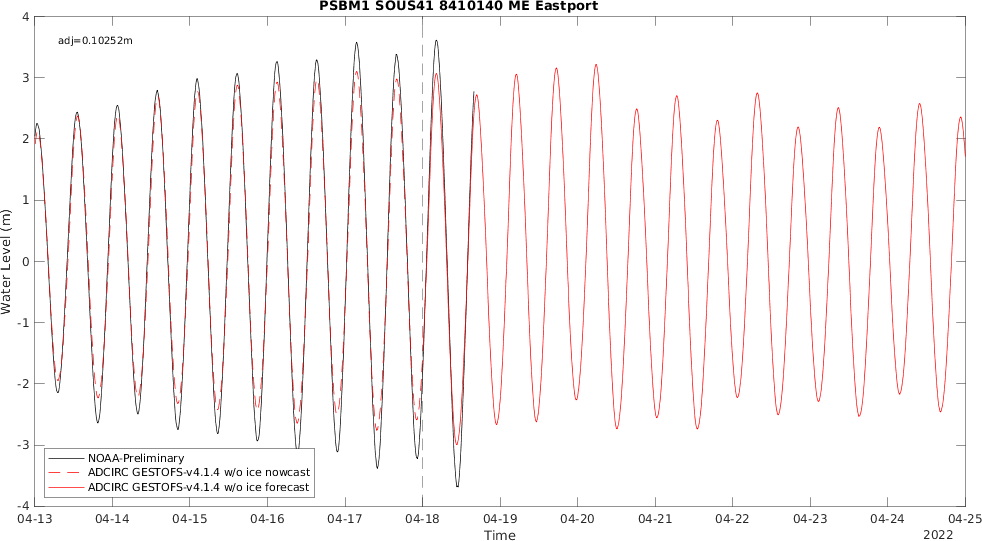 PSBM1 SOUS41 8410140 ME Eastport
adj=0.10252m
Water Level (m)
4
3
2
1
0
-1
-2
-3
-4
NOAA-Preliminary
ADCIRC GESTOFS-v4.1.4 w/o ice nowcast
ADCIRC GESTOFS-v4.1.4 w/o ice forecast
04-13 04-14 04-15 04-16 04-17 04-18 04-19 04-20 04-21 04-22 04-23 04-24 04-25
Time
2022